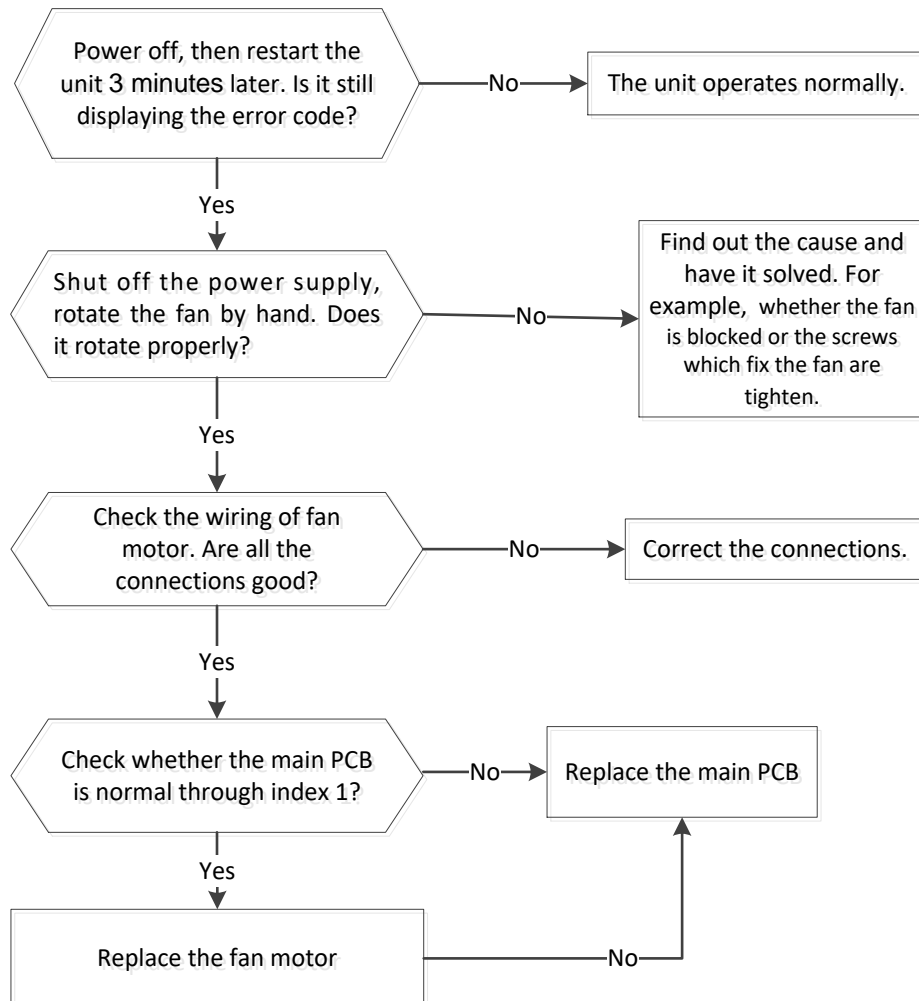 Power off, then restart the
unit 3 minutes later. Is it still
displaying the error code?
No
The unit operates normally.
Yes
Shut off the power supply,
rotate the fan by hand. Does
it rotate properly?
No
Find out the cause and
have it solved. For
example, whether the fan
is blocked or the screws
which fix the fan are
tighten.
Yes
Check the wiring of fan
motor. Are all the
connections good?
No
Correct the connections.
Yes
Check whether the main PCB
is normal through index 1?
No
Replace the main PCB
Yes
Replace the fan motor
No